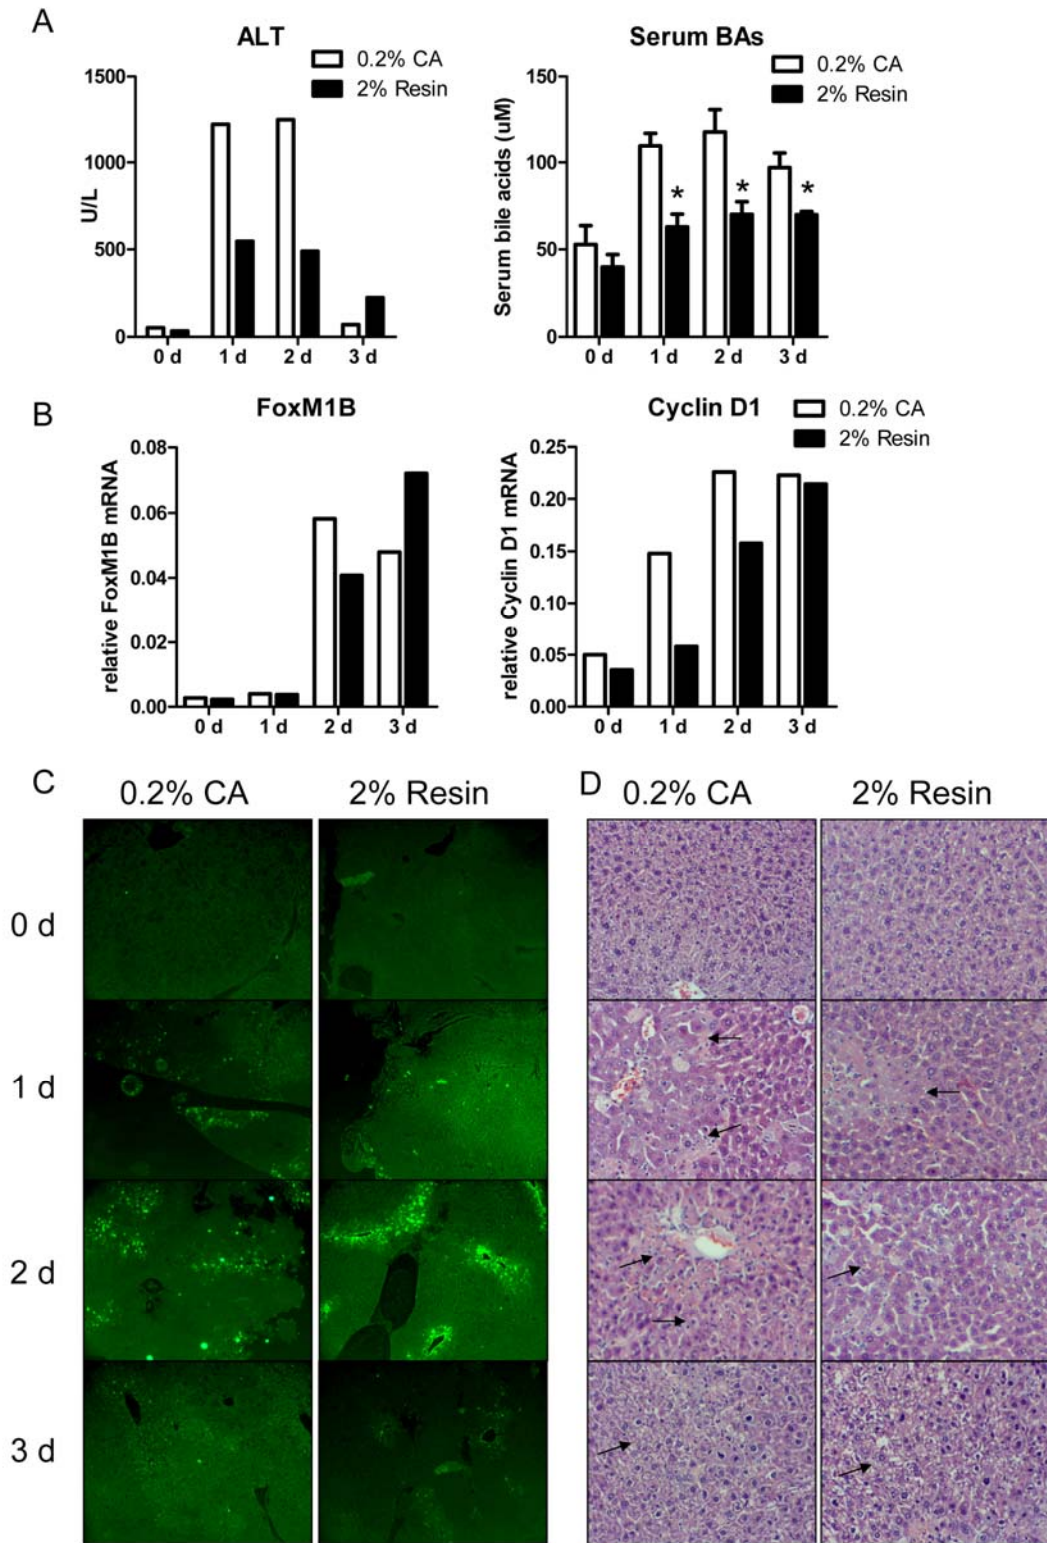 A
ALT
0.2% CA
2% Resin
U/L
1500
1000
500
0
0 d 1 d 2 d 3 d
Serum BAs
0.2% CA
2% Resin
Serum bile acids (uM)
150
100
50
0
* * *
0 d 1 d 2 d 3 d
B
FoxM1B
relative FoxM1B mRNA
0.08
0.06
0.04
0.02
0.00
0 d 1 d 2 d 3 d
Cyclin D1
0.2% CA
2% Resin
relative Cyclin D1 mRNA
0.25
0.20
0.15
0.10
0.05
0.00
0 d 1 d 2 d 3 d
C
0.2% CA 2% Resin
D
0.2% CA 2% Resin
0 d
1 d
2 d
3 d